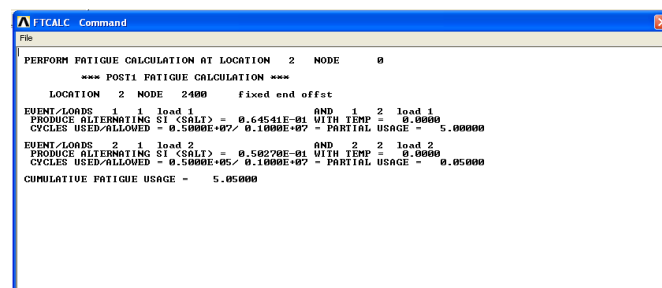 FTCALC Command
File
PERFORM FATIGUE CALCULATION AT LOCATION 2 NODE 0
*** POST1 FATIGUE CALCULATION ***
LOCATION 2 NODE 2400 fixed end offst
EVENT/LOADS 1 1 load 1 AND 1 2 load 1
PRODUCE ALTERNATING SI (SALT) = 0.64541E-01 WITH TEMP = 0.0000
CYCLES USED/ALLOWED = 0.5000E+07/ 0.1000E+07 = PARTIAL USAGE = 5.00000
EVENT/LOADS 2 1 load 2 AND 2 2 load 2
PRODUCE ALTERNATING SI (SALT) = 0.50270E-01 WITH TEMP = 0.0000
CYCLES USED/ALLOWED = 0.5000E+05/ 0.1000E+07 = PARTIAL USAGE = 0.05000
CUMULATIVE FATIGUE USAGE = 5.05000